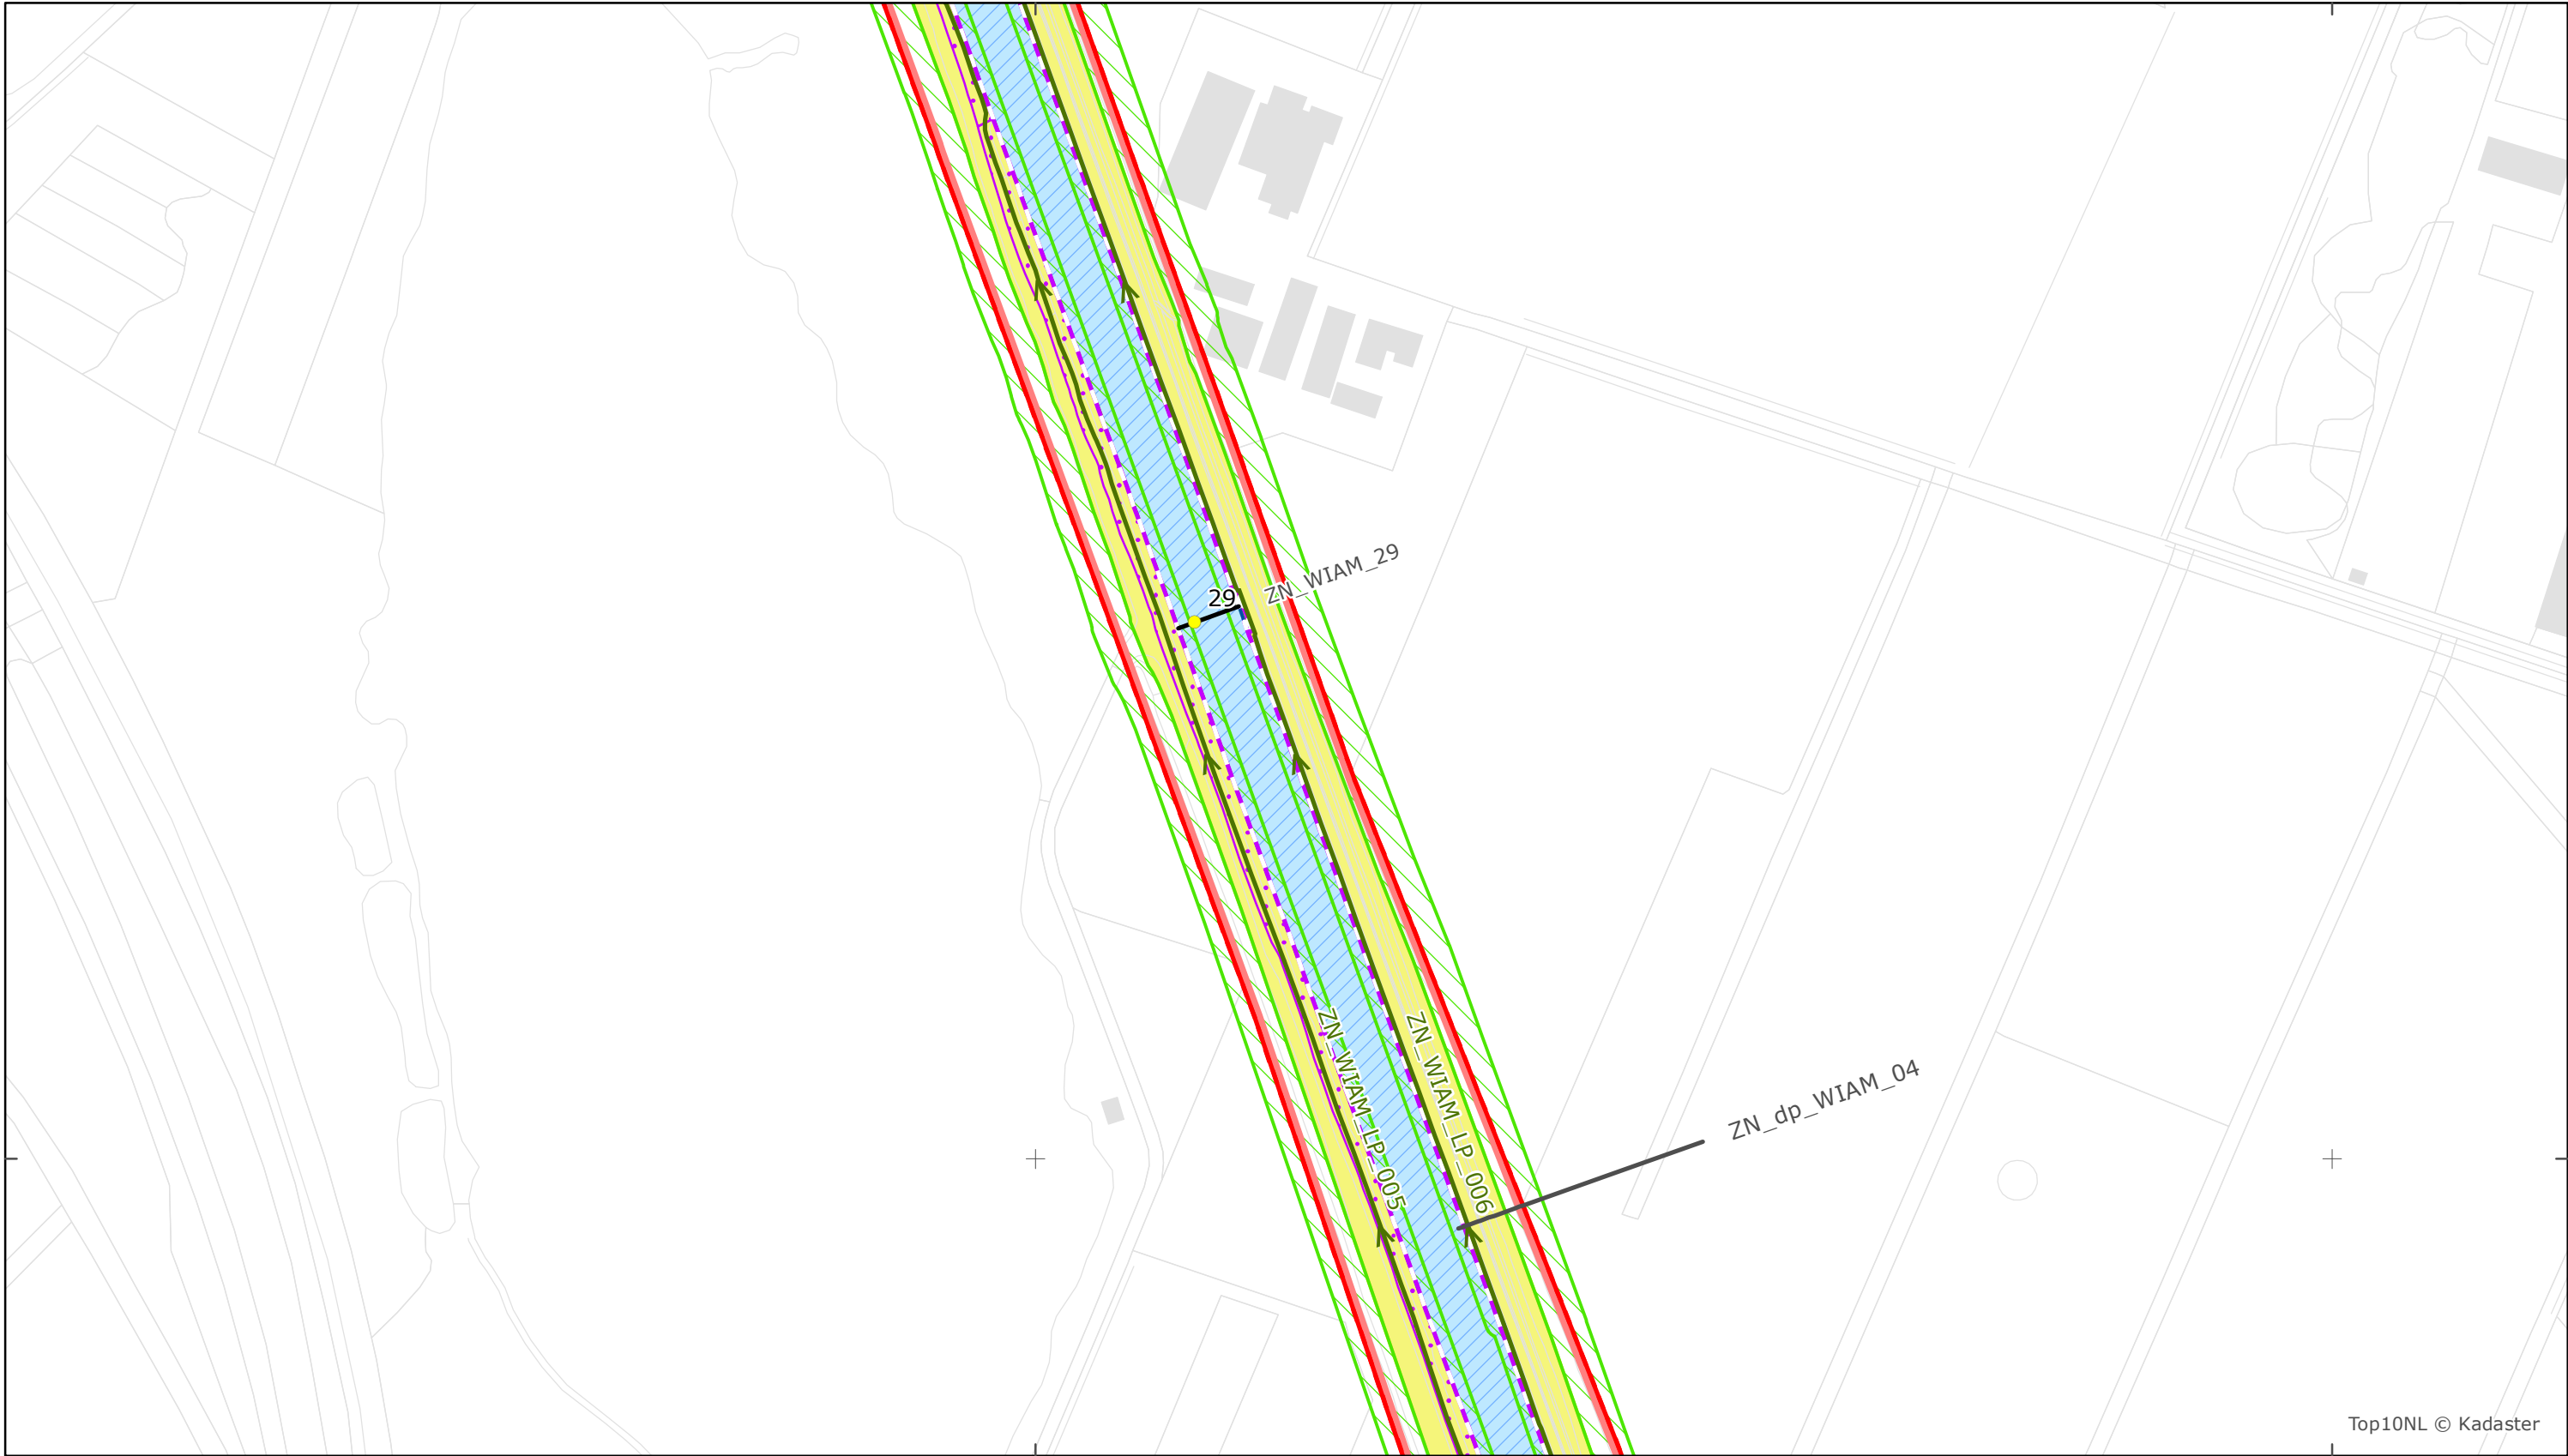 29
ZN_WIAM_29
ZN_WIAM_LP_005
ZN_WIAM_LP_006
ZN_dp_WIAM_04
Top10NL © Kadaster